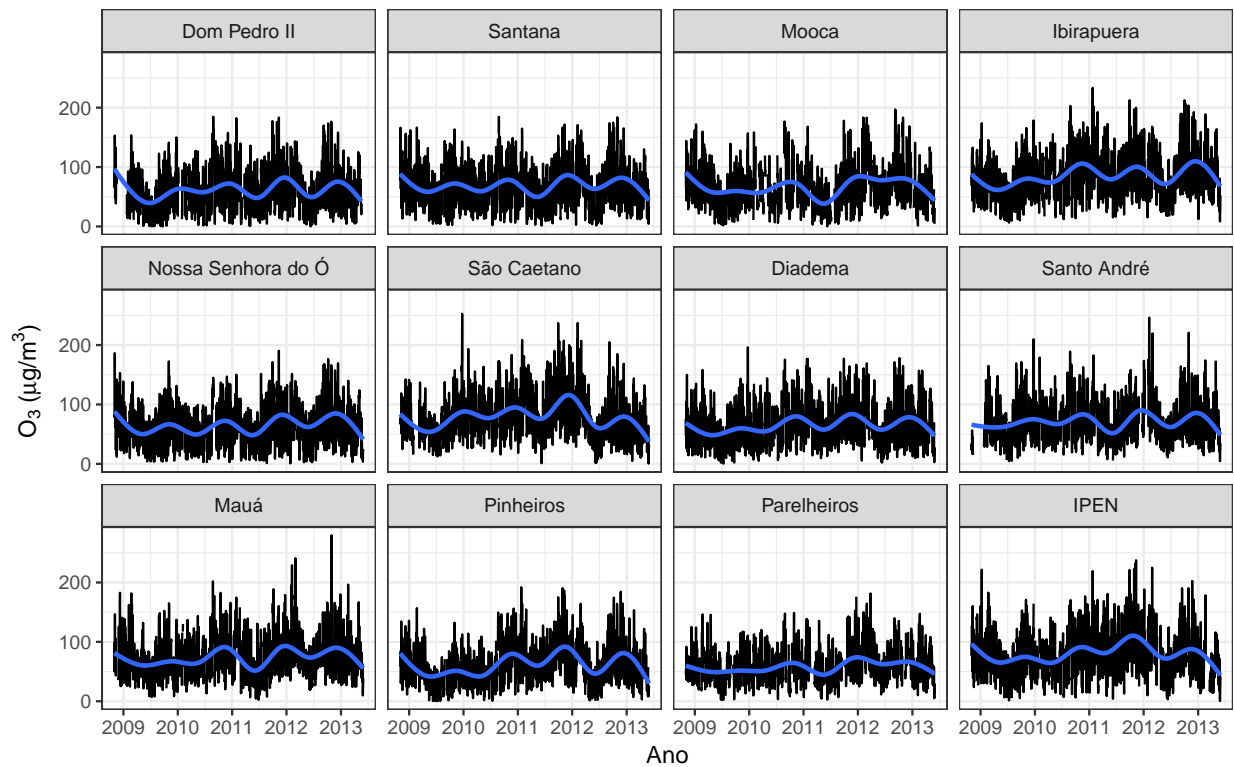 Dom Pedro II
Santana
Mooca
Ibirapuera
200
100
0
Nossa Senhora do Ó
São Caetano
Diadema
Santo André
O₃ (µg/m³)
200
100
0
Mauá
Pinheiros
Parelheiros
IPEN
200
100
0
2009 2010 2011 2012 2013
2009 2010 2011 2012 2013
2009 2010 2011 2012 2013
2009 2010 2011 2012 2013
Ano